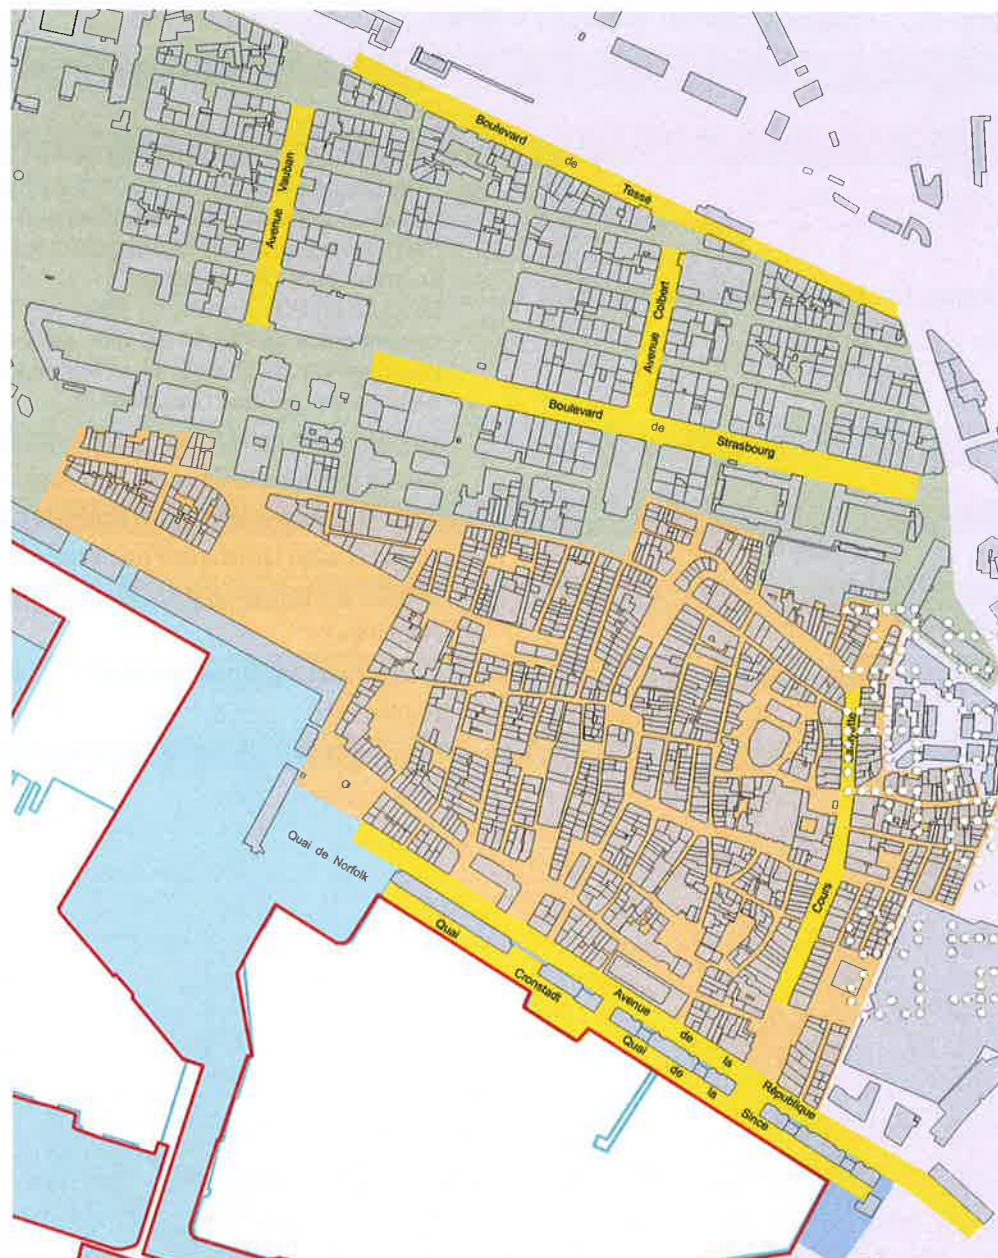 Boulevard de Tessé
Avenue Vauban
Avenue Colbert
Boulevard de Strasbourg
Cours
Quai de Norfolk
Quai Cronstadt
Avenue de la République
Quai de la Since